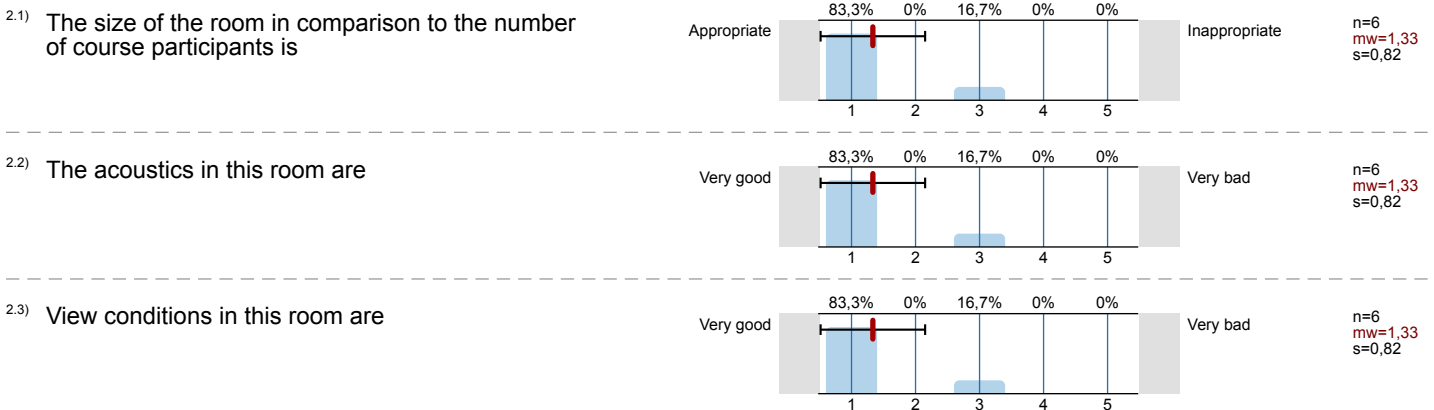 2.1) The size of the room in comparison to the number
of course participants is
83,3% 0% 16,7% 0% 0%
Appropriate Inappropriate
n=6
mw=1,33
s=0,82
1 2 3 4 5
2.2) The acoustics in this room are
83,3% 0% 16,7% 0% 0%
Very good Very bad
n=6
mw=1,33
s=0,82
1 2 3 4 5
2.3) View conditions in this room are
83,3% 0% 16,7% 0% 0%
Very good Very bad
n=6
mw=1,33
s=0,82
1 2 3 4 5